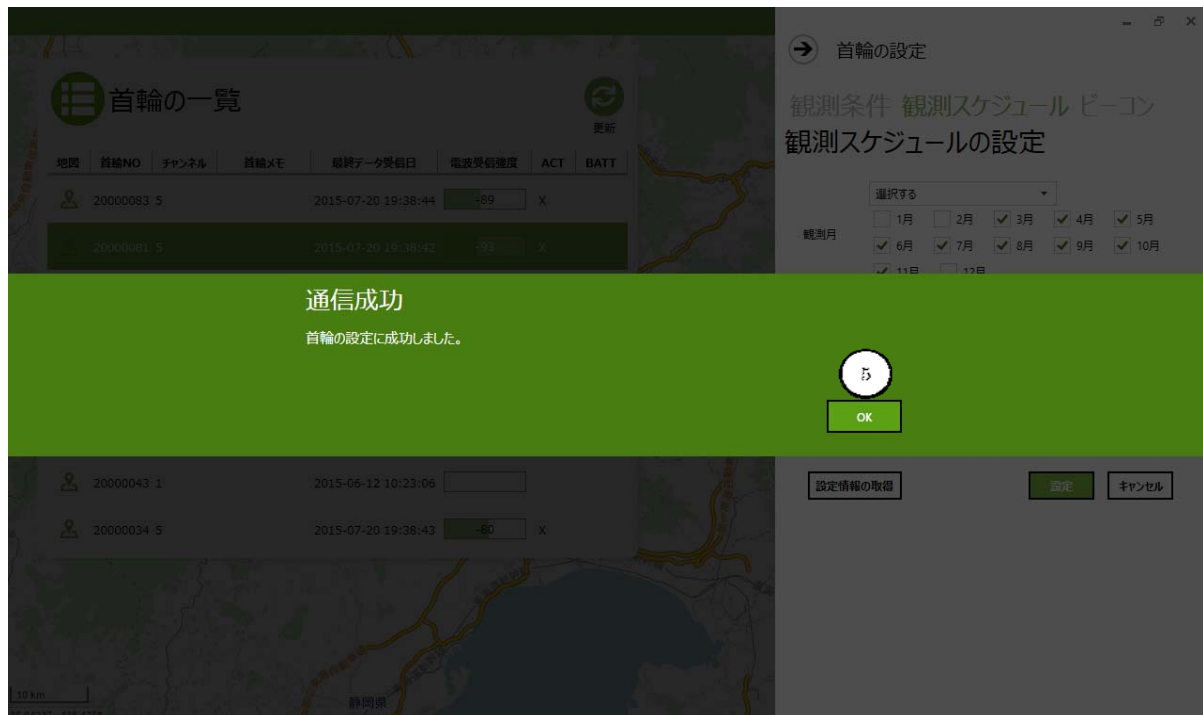 首輪の一覧
更新
地図 首輪NO チャンネル 首輪メモ 最終データ受信日 電波受信強度 ACT BATT
20000083 5 2015-07-20 19:38:44 -89 X
20000081 5 2015-07-20 19:38:42 -93 X
首輪の設定
観測条件 観測スケジュール ビーコン
観測スケジュールの設定
選択する
観測月
1月 2月 3月 4月 5月
6月 7月 8月 9月 10月
11月 12月
通信成功
首輪の設定に成功しました。
5
OK
20000043 1 2015-06-12 10:23:06
20000034 5 2015-07-20 19:38:43 -80 X
設定情報の取得 設定 キャンセル
10 km
静岡県